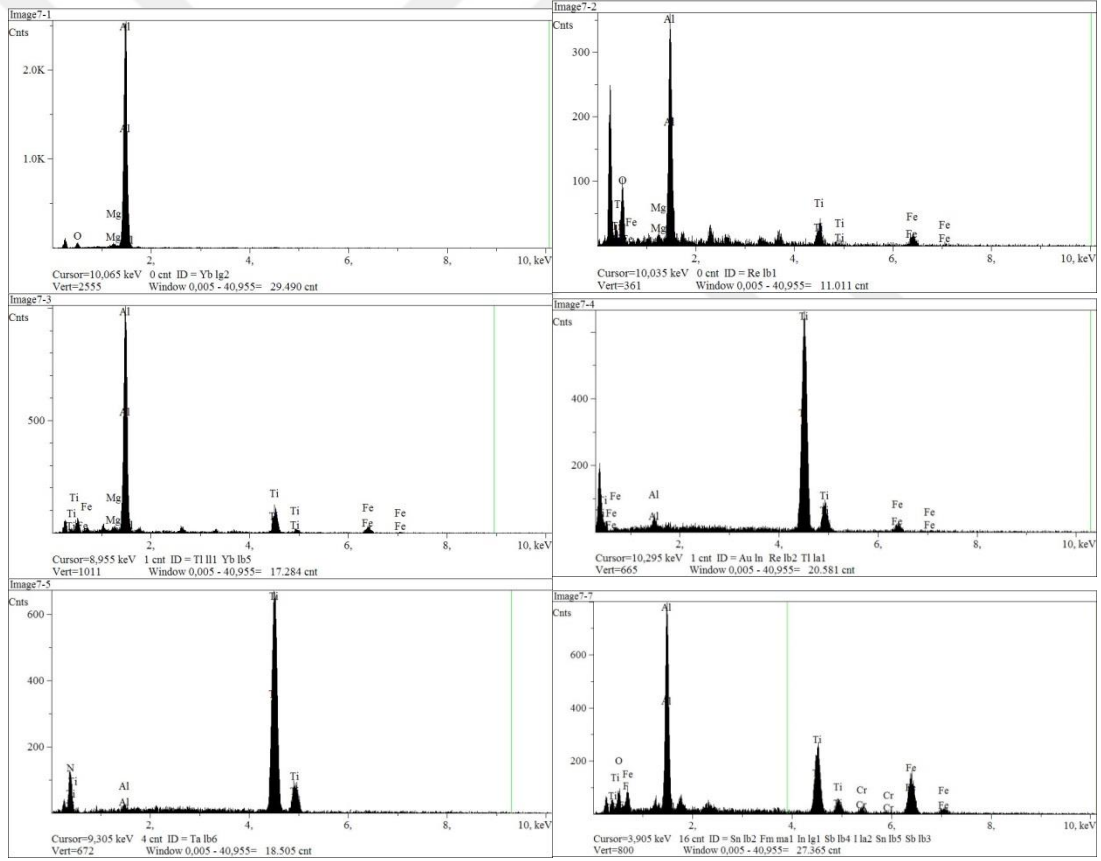 Image7-1
Cnts
Al
2.0K
Al
1.0K
Mg
O
Mg
2, 4, 6, 8, 10, keV
Cursor=10,065 keV 0 cnt ID = Yb lg2
Vert=2555 Window 0,005 - 40,955= 29.490 cnt
Image7-2
Cnts
Al
300
200
Al
100
O
T
Fe
Mg
Mg
Ti
Ti
Ti
Fe
Fe
Fe
Fe
2, 4, 6, 8, 10, keV
Cursor=10,035 keV 0 cnt ID = Re lb1
Vert=361 Window 0,005 - 40,955= 11.011 cnt
Image7-3
Cnts
Al
500
Al
Ti
Fe
Ti
Mg
Mg
Ti
Ti
Ti
Fe
Fe
Fe
Fe
2, 4, 6, 8, 10, keV
Cursor=8,955 keV 1 cnt ID = Tl ll1 Yb lb5
Vert=1011 Window 0,005 - 40,955= 17.284 cnt
Image7-4
Cnts
Ti
400
200
Ti
Fe
Fe
Al
Al
Ti
Fe
Fe
Fe
Fe
2, 4, 6, 8, 10, keV
Cursor=10,295 keV 1 cnt ID = Au ln Re lb2 Tl la1
Vert=665 Window 0,005 - 40,955= 20.581 cnt
Image7-5
Cnts
Ti
600
400
200
N
Ti
Al
Al
Ti
Ti
2, 4, 6, 8, 10, keV
Cursor=9,305 keV 4 cnt ID = Ta lb6
Vert=672 Window 0,005 - 40,955= 18.505 cnt
Image7-7
Cnts
Al
600
400
Al
200
O
Ti
Fe
Ti
Ti
Ti
Cr
Cr
Cr
Cr
Fe
Fe
Fe
2, 4, 6, 8, 10, keV
Cursor=3,905 keV 16 cnt ID = Sn lb2 Fm ma1 In lg1 Sb lb4 I la2 Sn lb5 Sb lb3
Vert=800 Window 0,005 - 40,955= 27.365 cnt